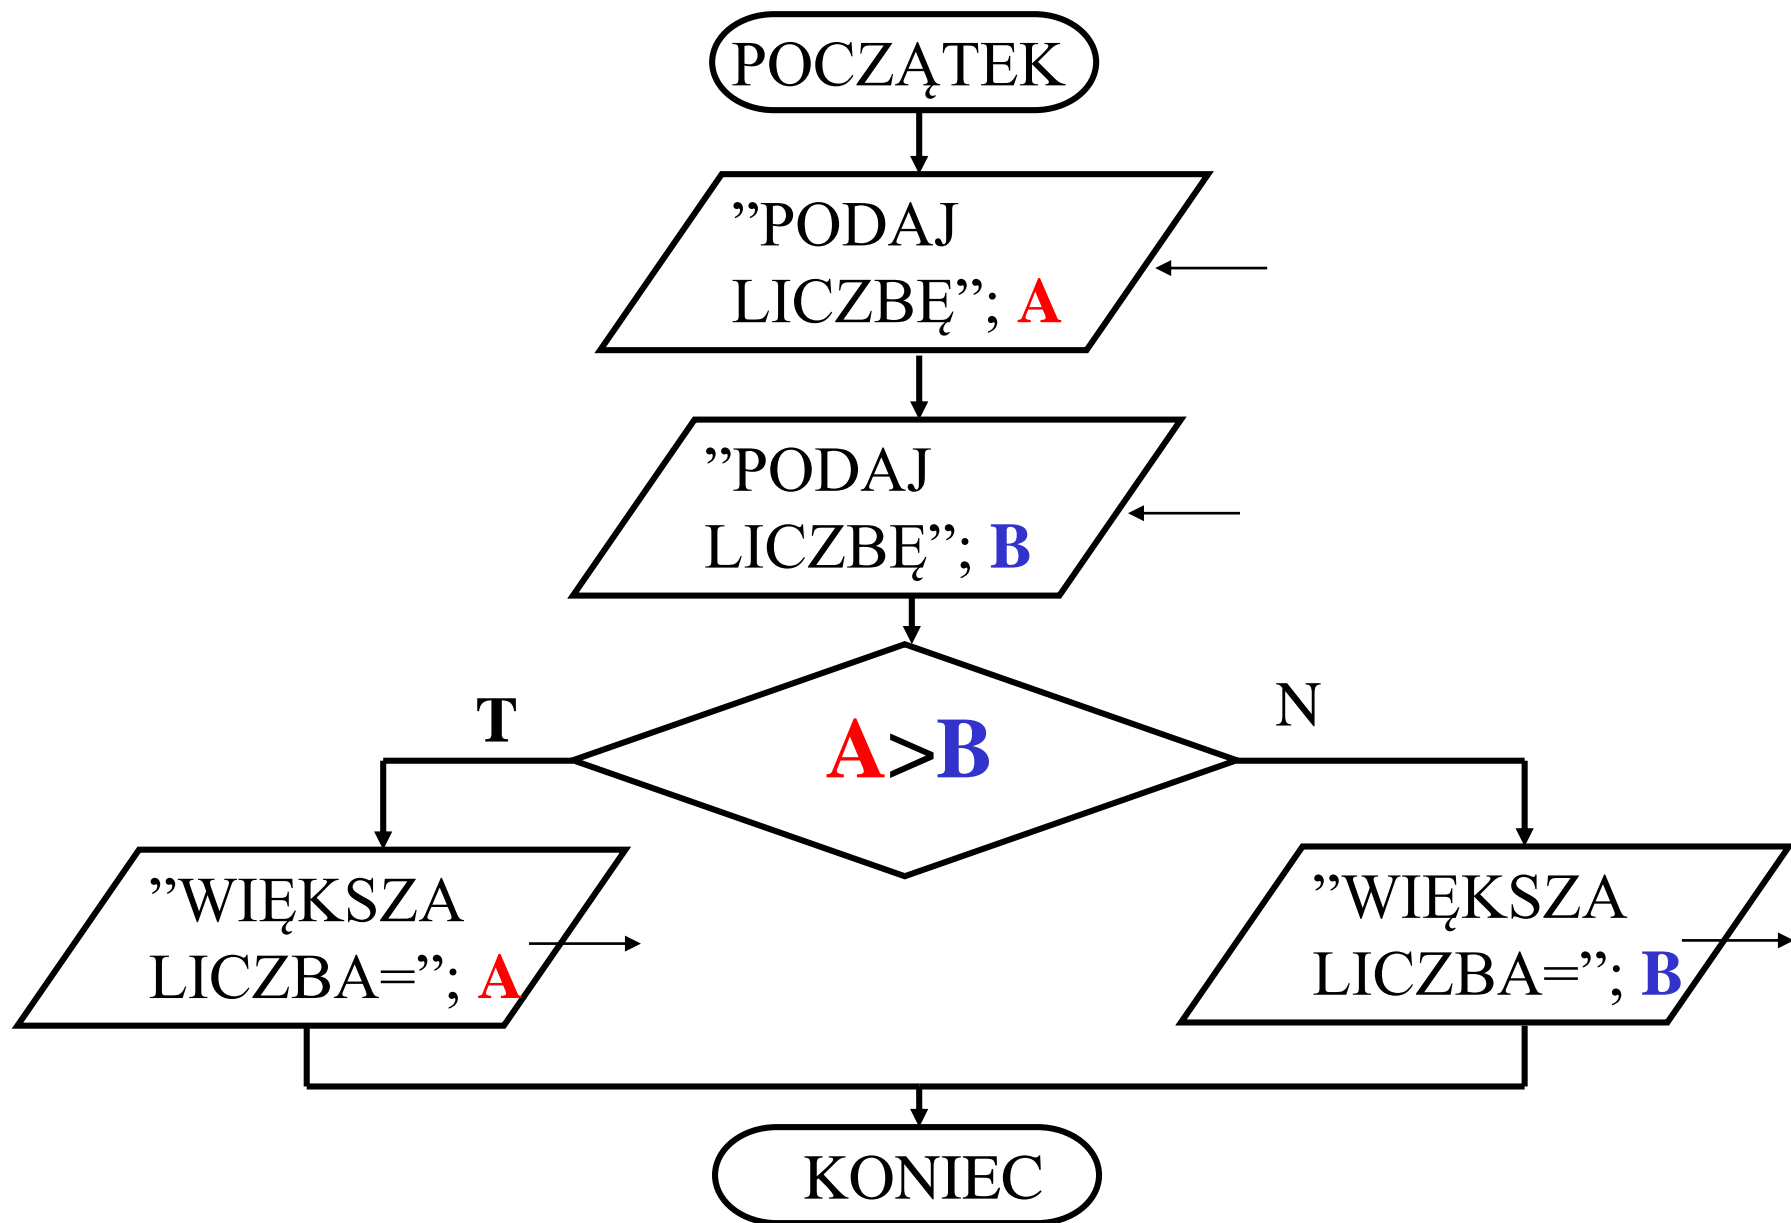 POCZĄTEK
”PODAJ
LICZBĘ”; A
”PODAJ
LICZBĘ”; B
T
N
A>B
”WIĘKSZA
LICZBA=”; A
”WIĘKSZA
LICZBA=”; B
KONIEC